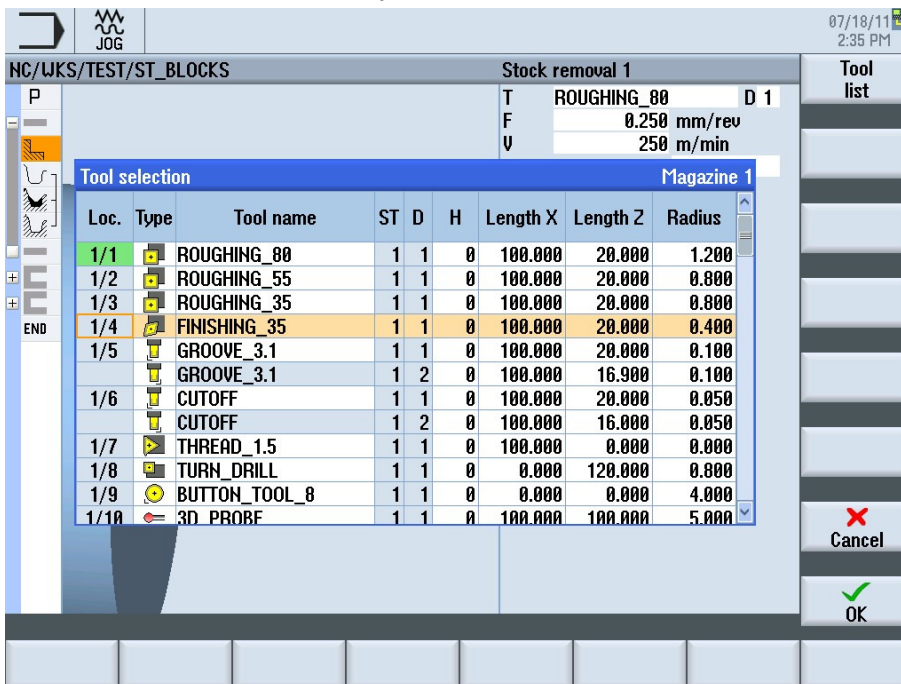 JOG
07/18/11
2:35 PM
NC/WKS/TEST/ST_BLOCKS Stock removal 1
Tool list
P
T ROUGHING_80 D 1
F 0.250 mm/rev
V 250 m/min
Tool selection Magazine 1
Loc. Type Tool name ST D H Length X Length Z Radius
1/1 ROUGHING_80 1 1 0 100.000 20.000 1.200
1/2 ROUGHING_55 1 1 0 100.000 20.000 0.800
1/3 ROUGHING_35 1 1 0 100.000 20.000 0.800
END
1/4 FINISHING_35 1 1 0 100.000 20.000 0.400
1/5 GROOVE_3.1 1 1 0 100.000 20.000 0.100
GROOVE_3.1 1 2 0 100.000 16.900 0.100
1/6 CUTOFF 1 1 0 100.000 20.000 0.050
CUTOFF 1 2 0 100.000 16.000 0.050
1/7 THREAD_1.5 1 1 0 100.000 0.000 0.000
1/8 TURN_DRILL 1 1 0 0.000 120.000 0.800
1/9 BUTTON_TOOL_8 1 1 0 0.000 0.000 4.000
1/10 3D_PROBE 1 1 0 100.000 100.000 5.000
Cancel
OK